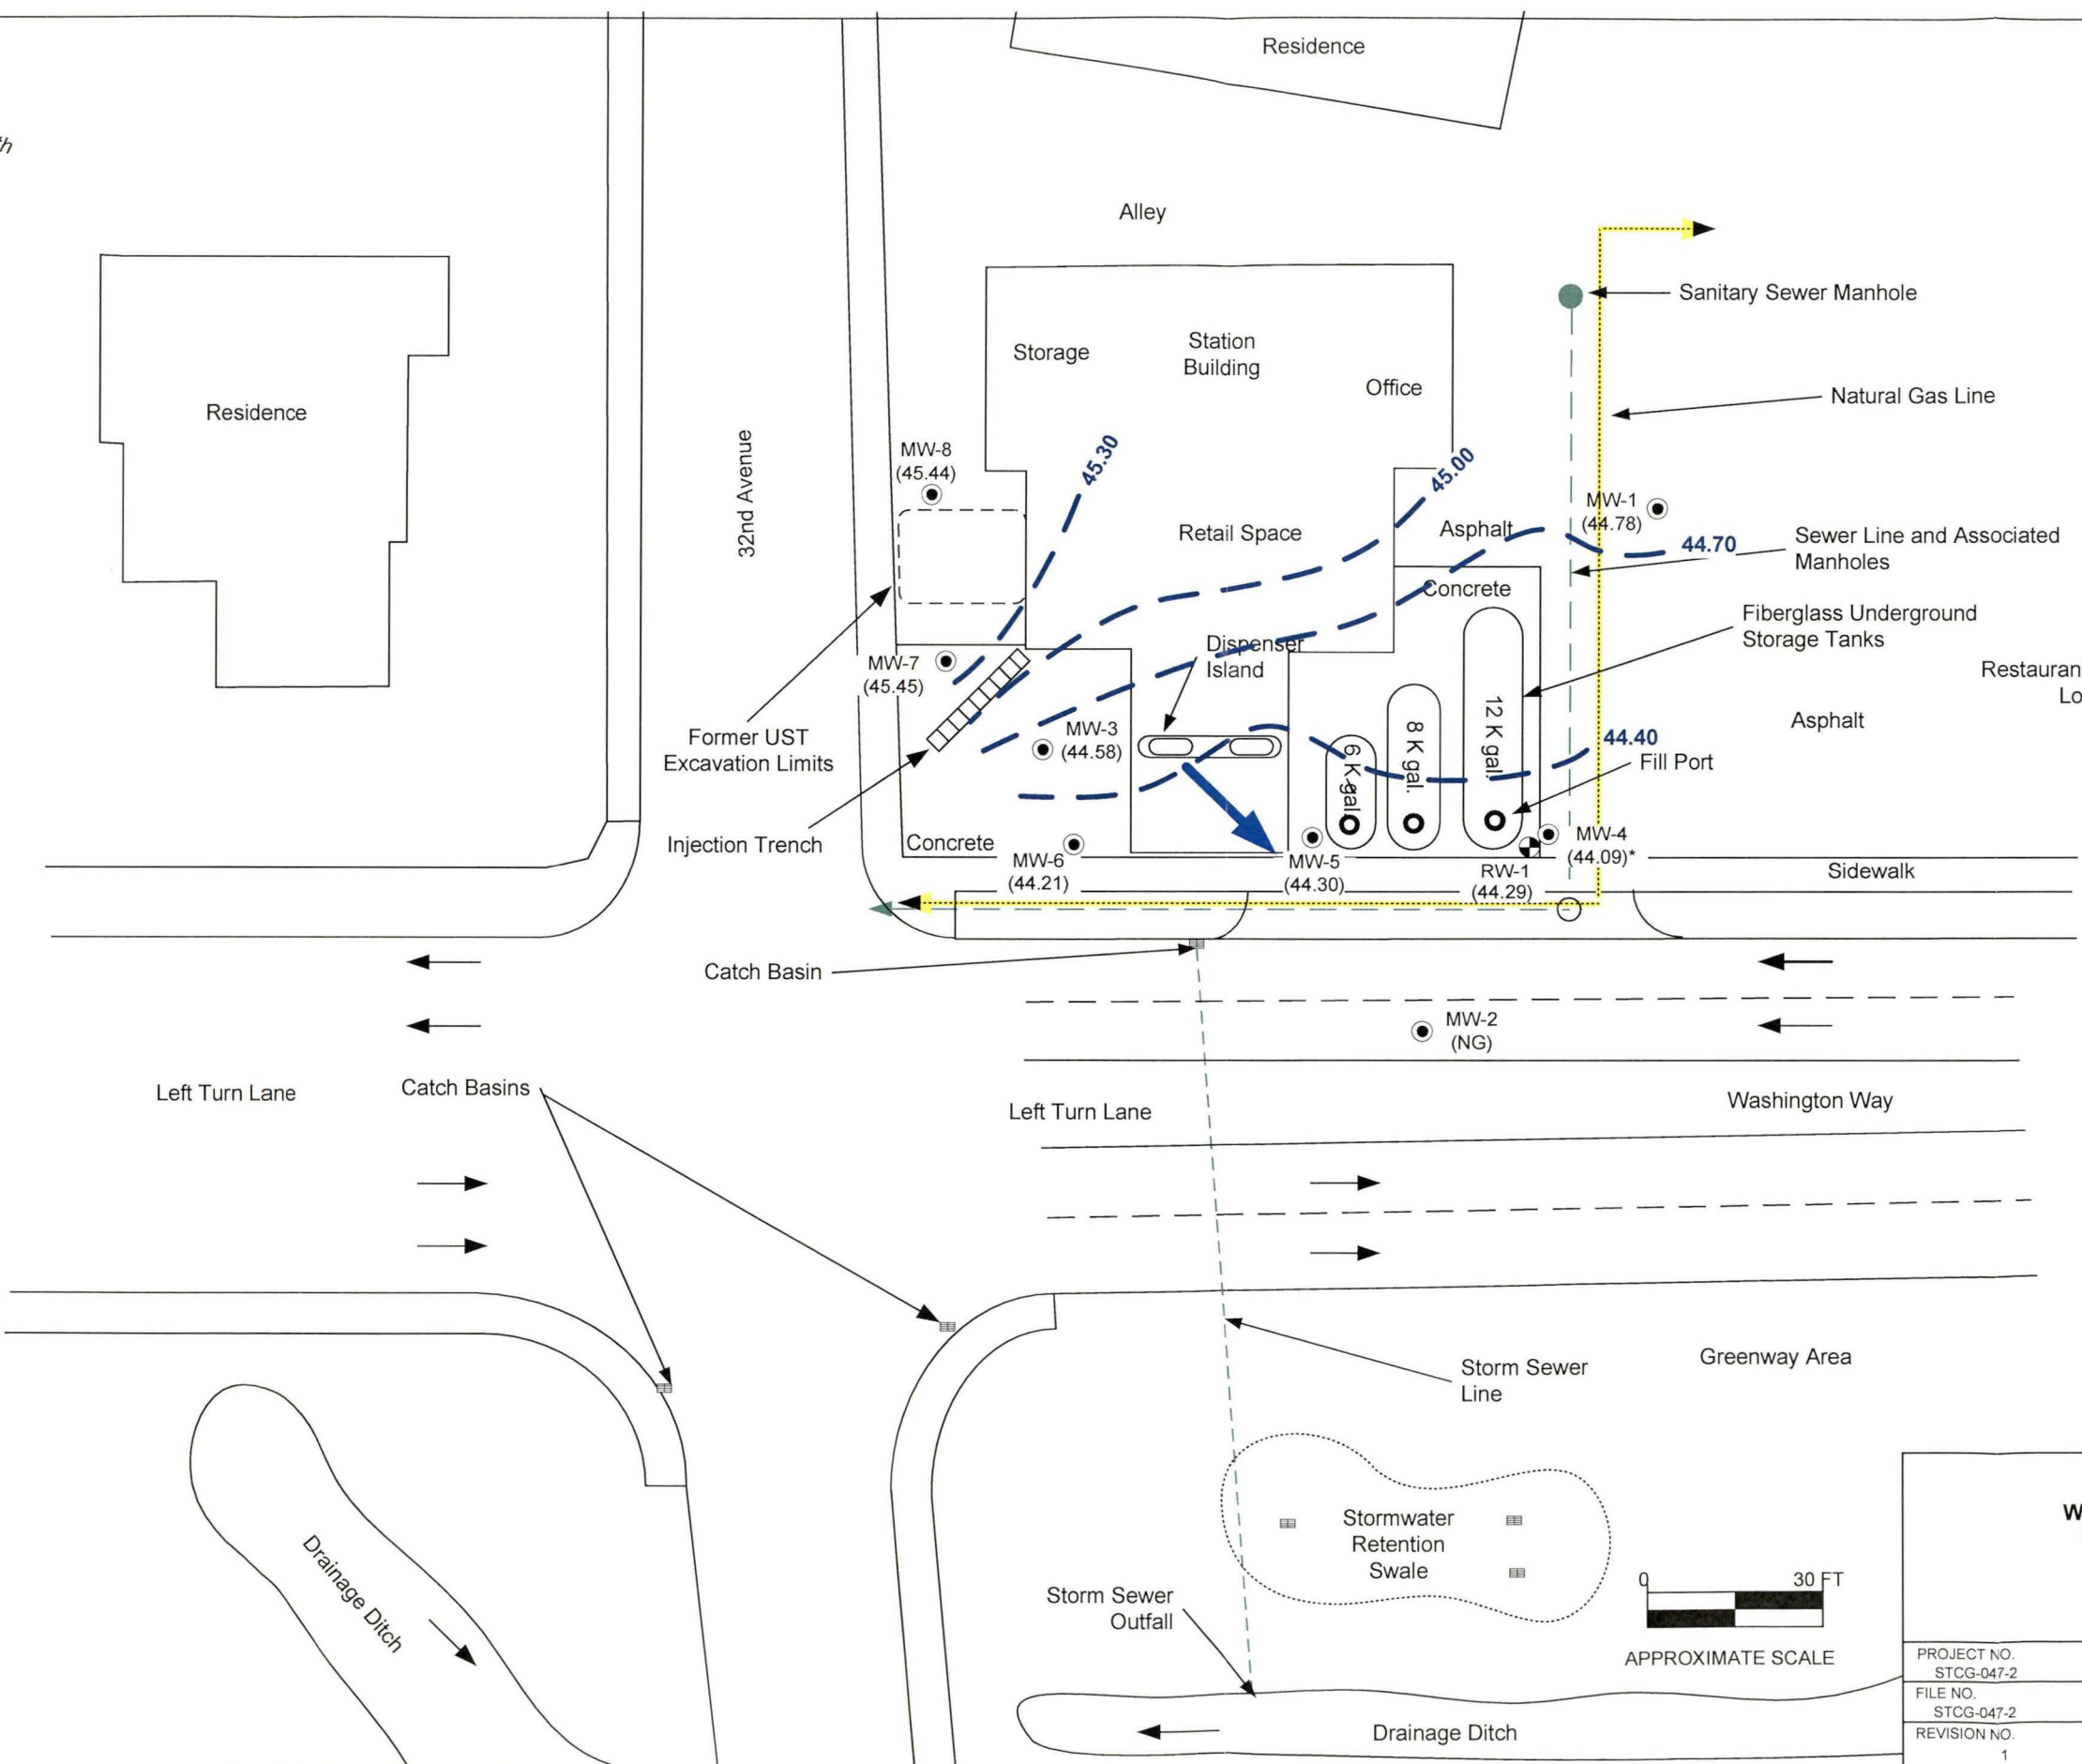 Residence
th
Alley
Sanitary Sewer Manhole
Station
Building
Storage
Office
Natural Gas Line
Residence
32nd Avenue
MW-8
(45.44)
45.30
45.00
MW-1
(44.78)
Retail Space
Asphalt
44.70
Sewer Line and Associated
Manholes
Concrete
Fiberglass Underground
Storage Tanks
Dispenser
Island
MW-7
(45.45)
Restauran
Lo
Asphalt
12 K gal.
8 K gal.
6 K gal.
Former UST
Excavation Limits
MW-3
(44.58)
44.40
Fill Port
Injection Trench
Concrete
MW-6
(44.21)
MW-5
(44.30)
RW-1
(44.29)
MW-4
(44.09)*
Sidewalk
Catch Basin
MW-2
(NG)
Left Turn Lane
Catch Basins
Left Turn Lane
Washington Way
Storm Sewer
Line
Greenway Area
Stormwater
Retention
Swale
W
Drainage Ditch
Storm Sewer
Outfall
0 30 FT
APPROXIMATE SCALE
PROJECT NO.
STCG-047-2
FILE NO.
STCG-047-2
REVISION NO.
1
Drainage Ditch